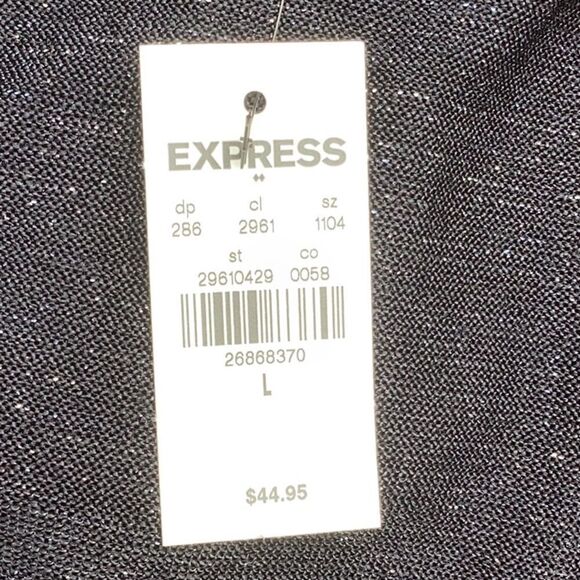 EXPRESS
dp cl sz
286 2961 1104
st co
29610429 0058
26868370
L
$44.95